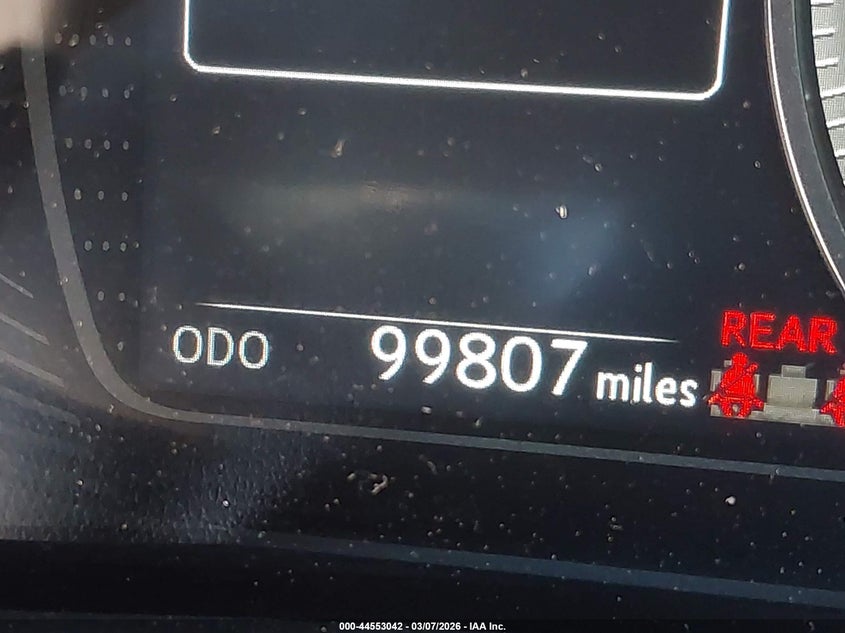 REAR
ODO 99807 miles
000-44553042 - 03/07/2026 - IAA Inc.